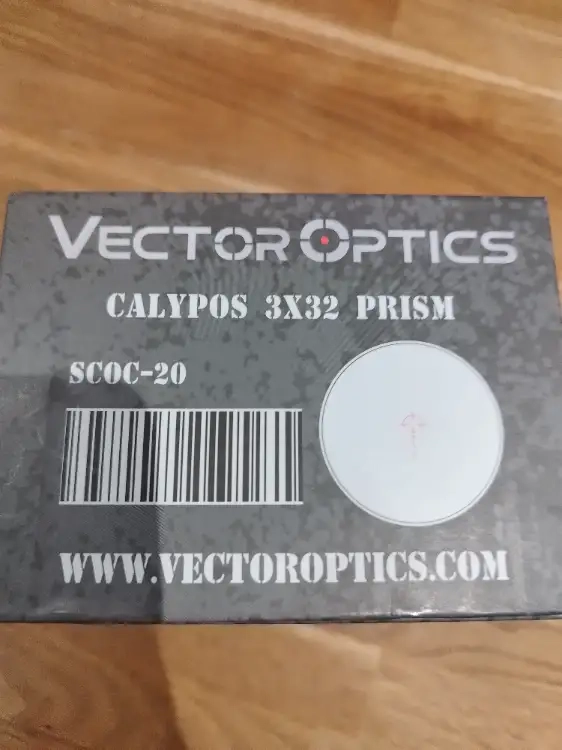 VECTOR OPTICS
CALYPOS 3X32 PRISM
SCOC-20
WWW.VECTOROPTICS.COM